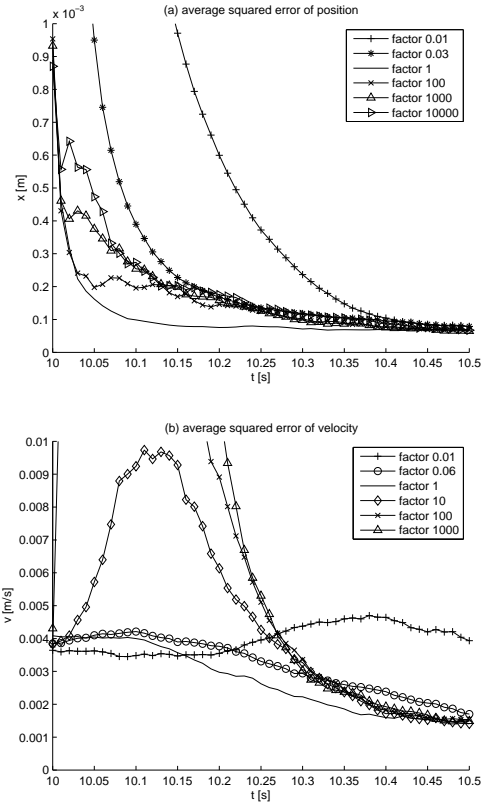 (a) average squared error of position
x 10⁻³
1
0.9
0.8
0.7
0.6
0.5
0.4
0.3
0.2
0.1
0
x [m]
10 10.05 10.1 10.15 10.2 10.25 10.3 10.35 10.4 10.45 10.5
t [s]
factor 0.01
factor 0.03
factor 1
factor 100
factor 1000
factor 10000
(b) average squared error of velocity
0.01
0.009
0.008
0.007
0.006
0.005
0.004
0.003
0.002
0.001
0
v [m/s]
10 10.05 10.1 10.15 10.2 10.25 10.3 10.35 10.4 10.45 10.5
t [s]
factor 0.01
factor 0.06
factor 1
factor 10
factor 100
factor 1000